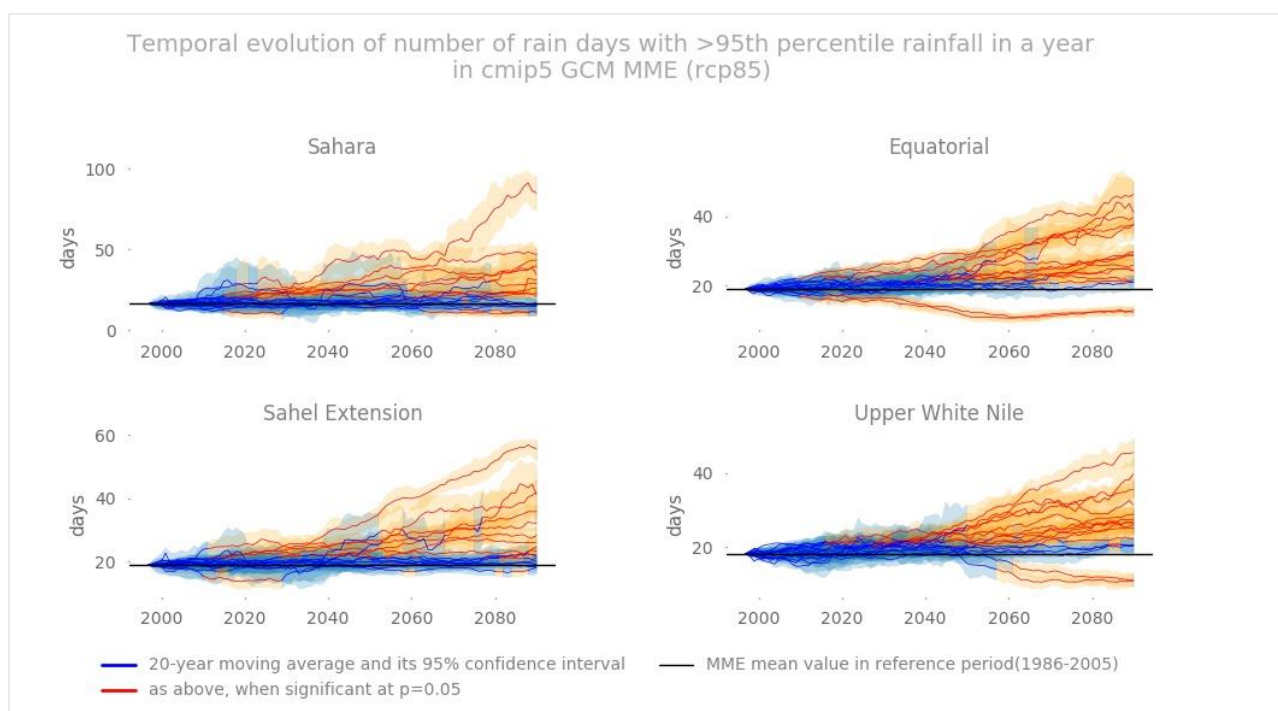 Temporal evolution of number of rain days with >95th percentile rainfall in a year
in cmip5 GCM MME (rcp85)
Sahara
100
50
0
days
2000 2020 2040 2060 2080
Equatorial
40
20
days
2000 2020 2040 2060 2080
Sahel Extension
60
40
20
days
2000 2020 2040 2060 2080
Upper White Nile
40
20
days
2000 2020 2040 2060 2080
20-year moving average and its 95% confidence interval
as above, when significant at p=0.05
MME mean value in reference period(1986-2005)